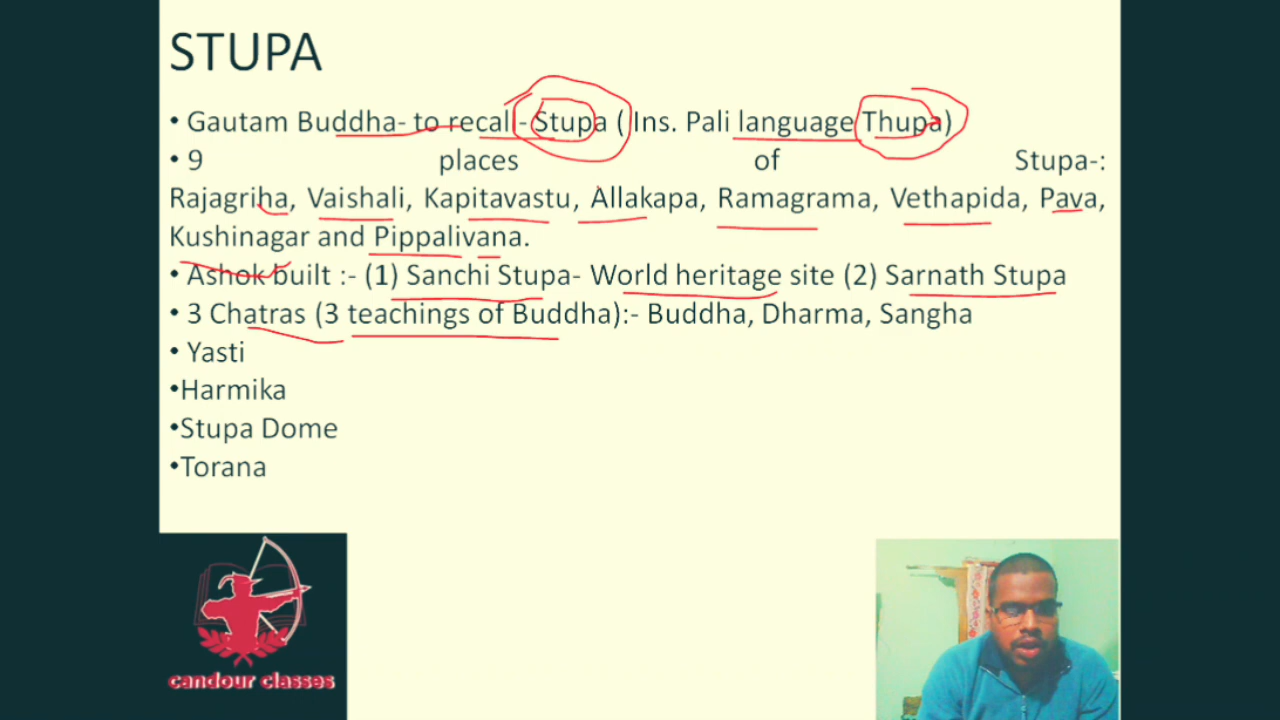 STUPA
• Gautam Buddha- to recall - Stupa ( Ins. Pali language Thupa)
• 9 places of Stupa-:
Rajagriha, Vaishali, Kapitavastu, Allakapa, Ramagrama, Vethapida, Pava,
Kushinagar and Pippalivana.
• Ashok built :- (1) Sanchi Stupa- World heritage site (2) Sarnath Stupa
• 3 Chatras (3 teachings of Buddha):- Buddha, Dharma, Sangha
• Yasti
•Harmika
•Stupa Dome
•Torana
candour classes